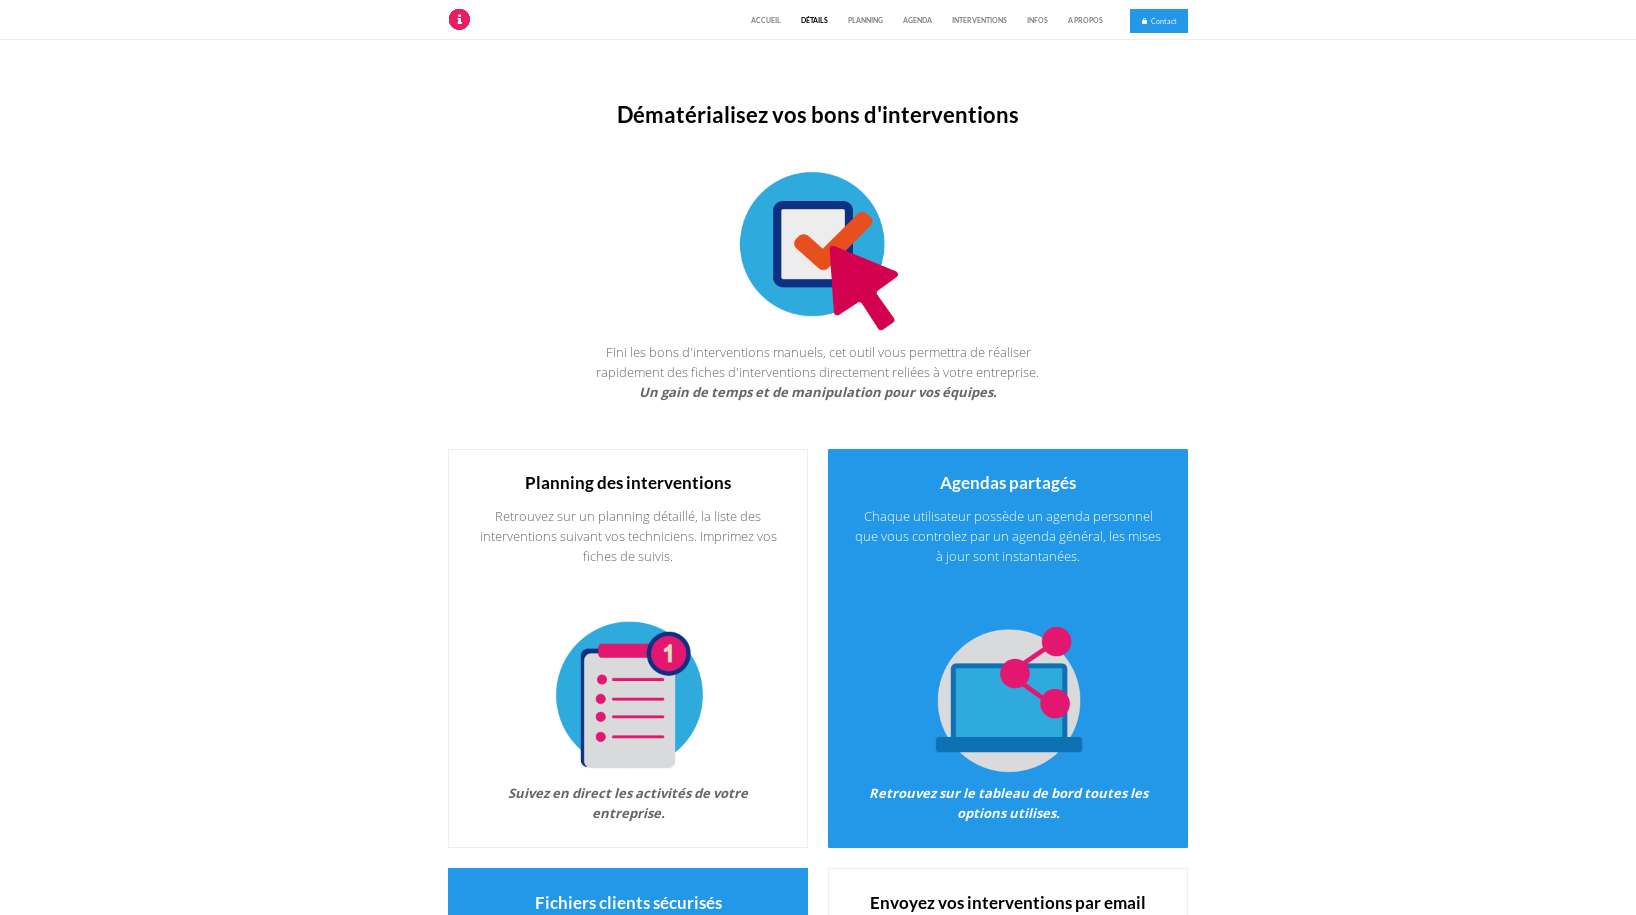 ACCUEIL DÉTAILS PLANNING AGENDA INTERVENTIONS INFOS A PROPOS Contact
Dématérialisez vos bons d'interventions
Fini les bons d'interventions manuels, cet outil vous permettra de réaliser
rapidement des fiches d'interventions directement reliées à votre entreprise.
Un gain de temps et de manipulation pour vos équipes.
Planning des interventions
Retrouvez sur un planning détaillé, la liste des
interventions suivant vos techniciens. Imprimez vos
fiches de suivis.
1
Suivez en direct les activités de votre
entreprise.
Agendas partagés
Chaque utilisateur possède un agenda personnel
que vous controlez par un agenda général, les mises
à jour sont instantanées.
Retrouvez sur le tableau de bord toutes les
options utilises.
Fichiers clients sécurisés
Envoyez vos interventions par email